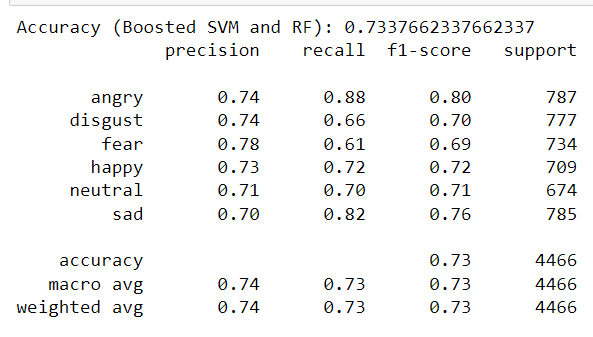 Accuracy (Boosted SVM and RF): 0.7337662337662337
precision recall f1-score support
angry 0.74 0.88 0.80 787
disgust 0.74 0.66 0.70 777
fear 0.78 0.61 0.69 734
happy 0.73 0.72 0.72 709
neutral 0.71 0.70 0.71 674
sad 0.70 0.82 0.76 785
accuracy 0.73 4466
macro avg 0.74 0.73 0.73 4466
weighted avg 0.74 0.73 0.73 4466